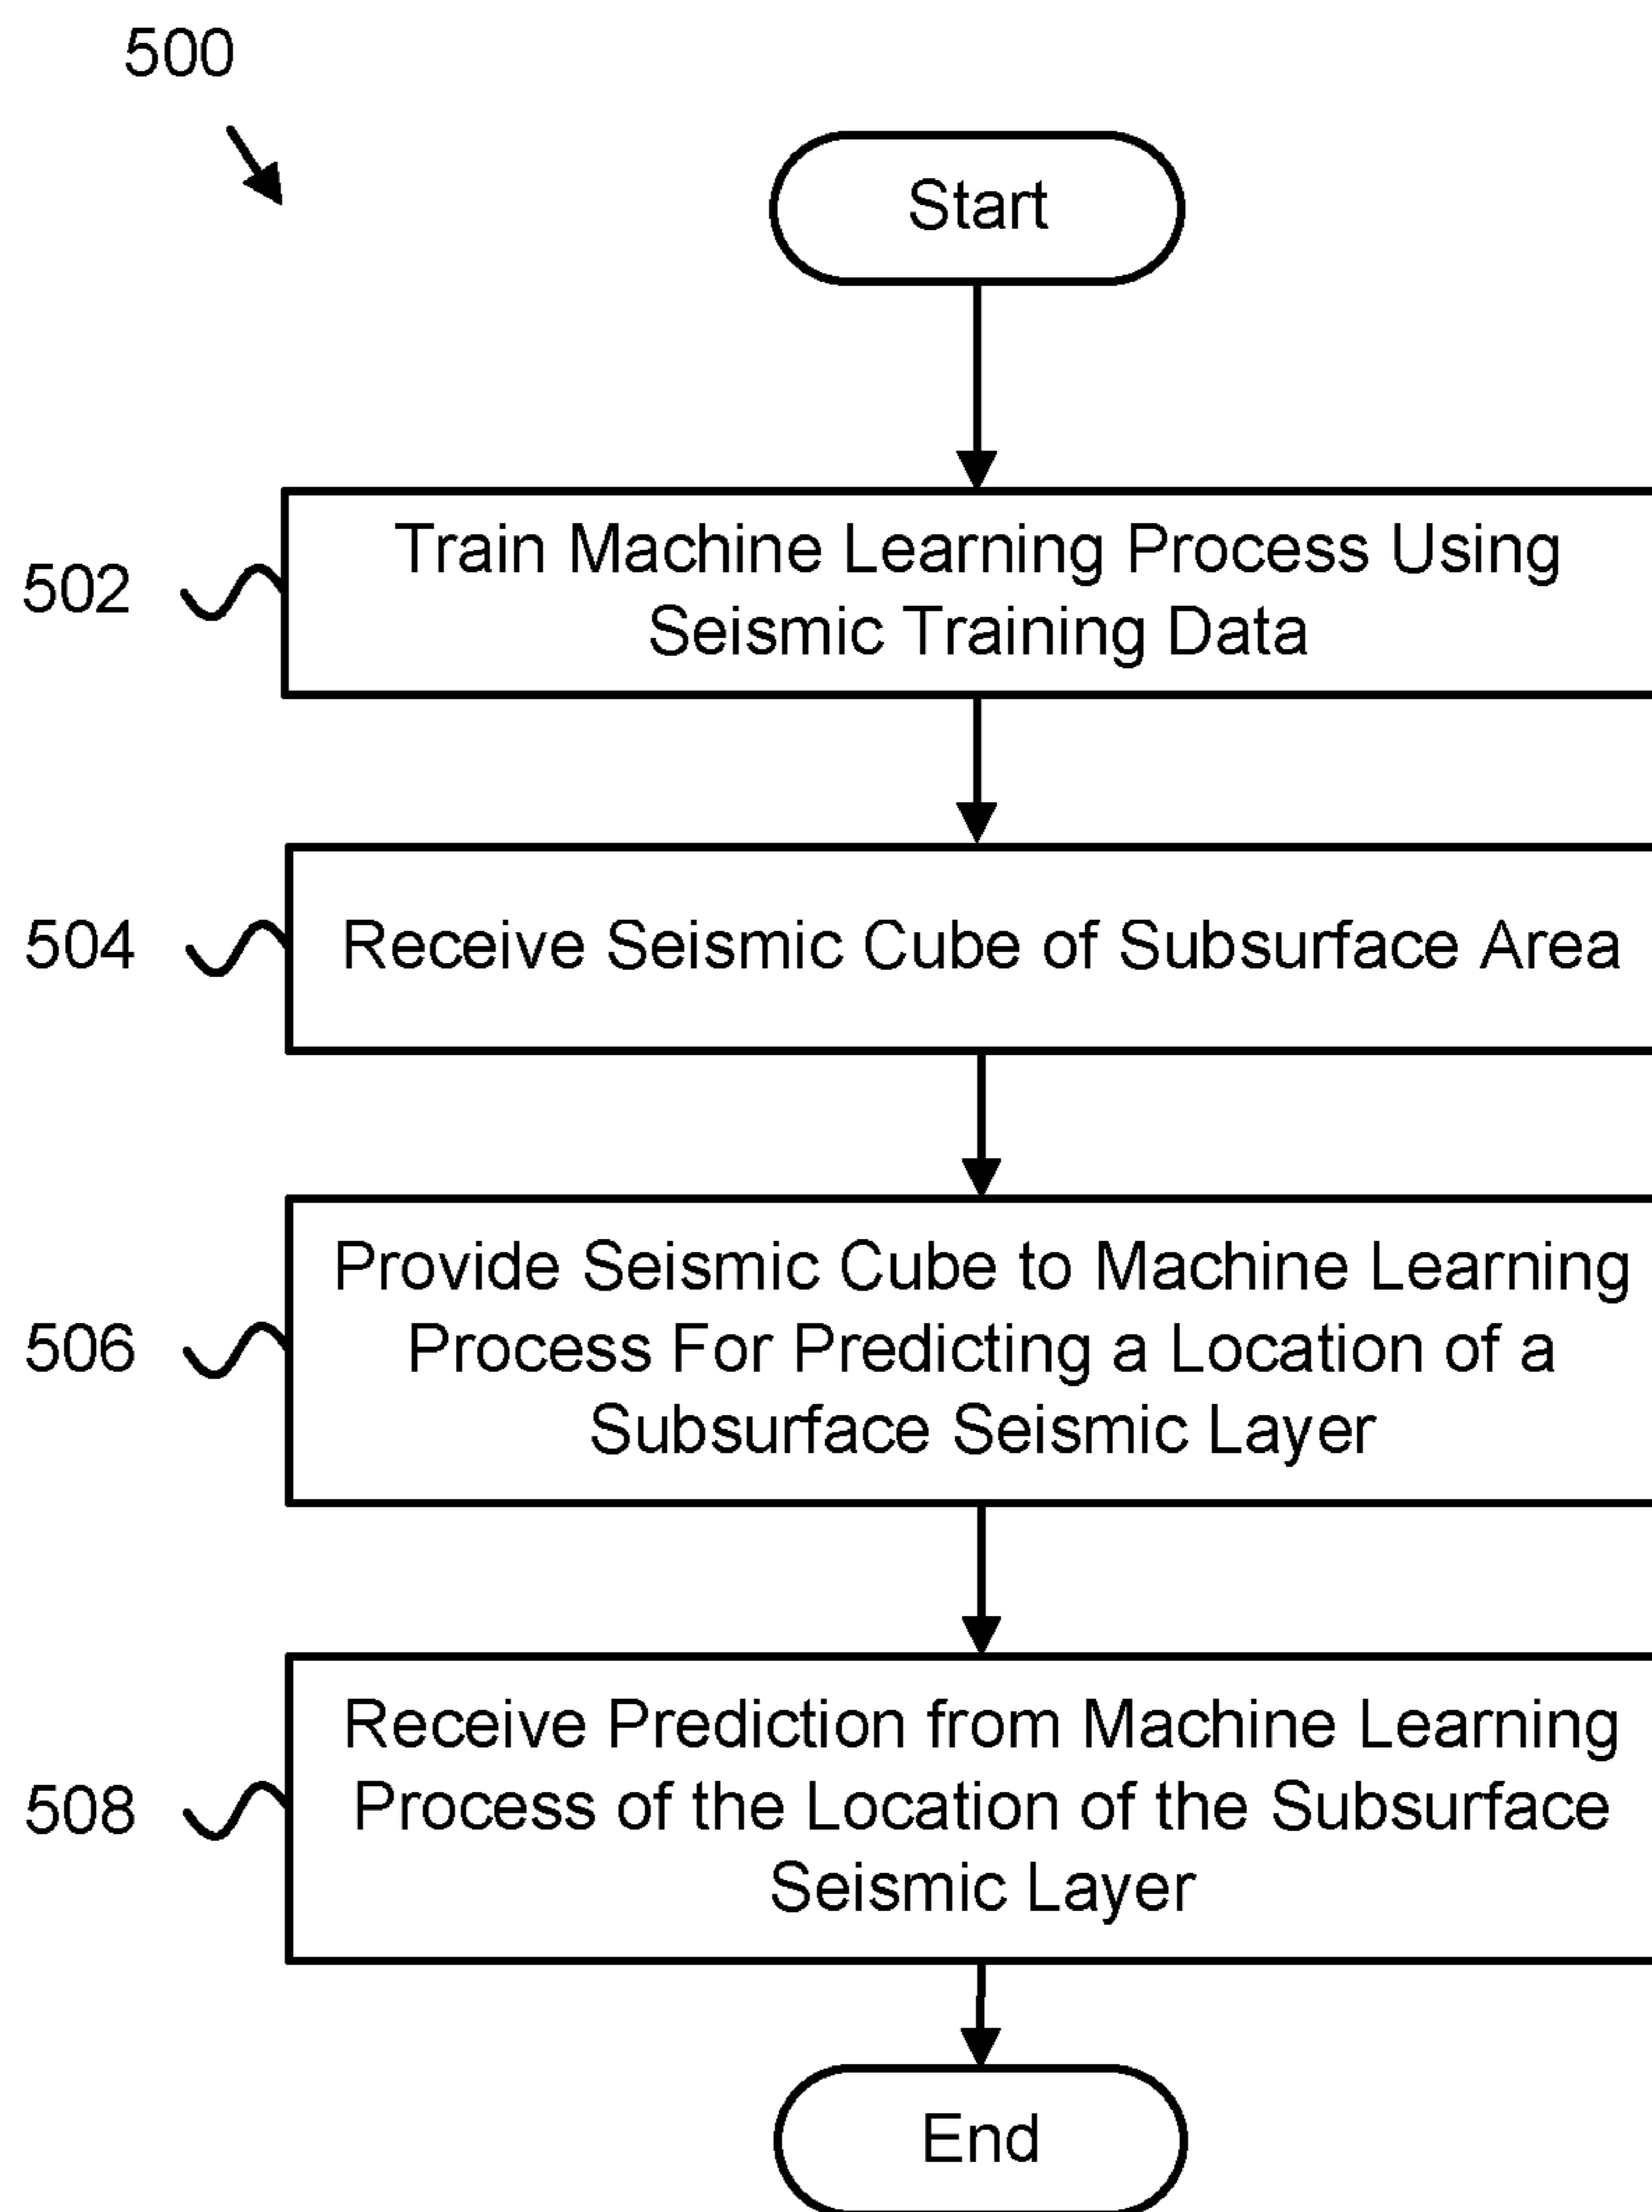 500
Start
502
Train Machine Learning Process Using
Seismic Training Data
504
Receive Seismic Cube of Subsurface Area
506
Provide Seismic Cube to Machine Learning
Process For Predicting a Location of a
Subsurface Seismic Layer
508
Receive Prediction from Machine Learning
Process of the Location of the Subsurface
Seismic Layer
End